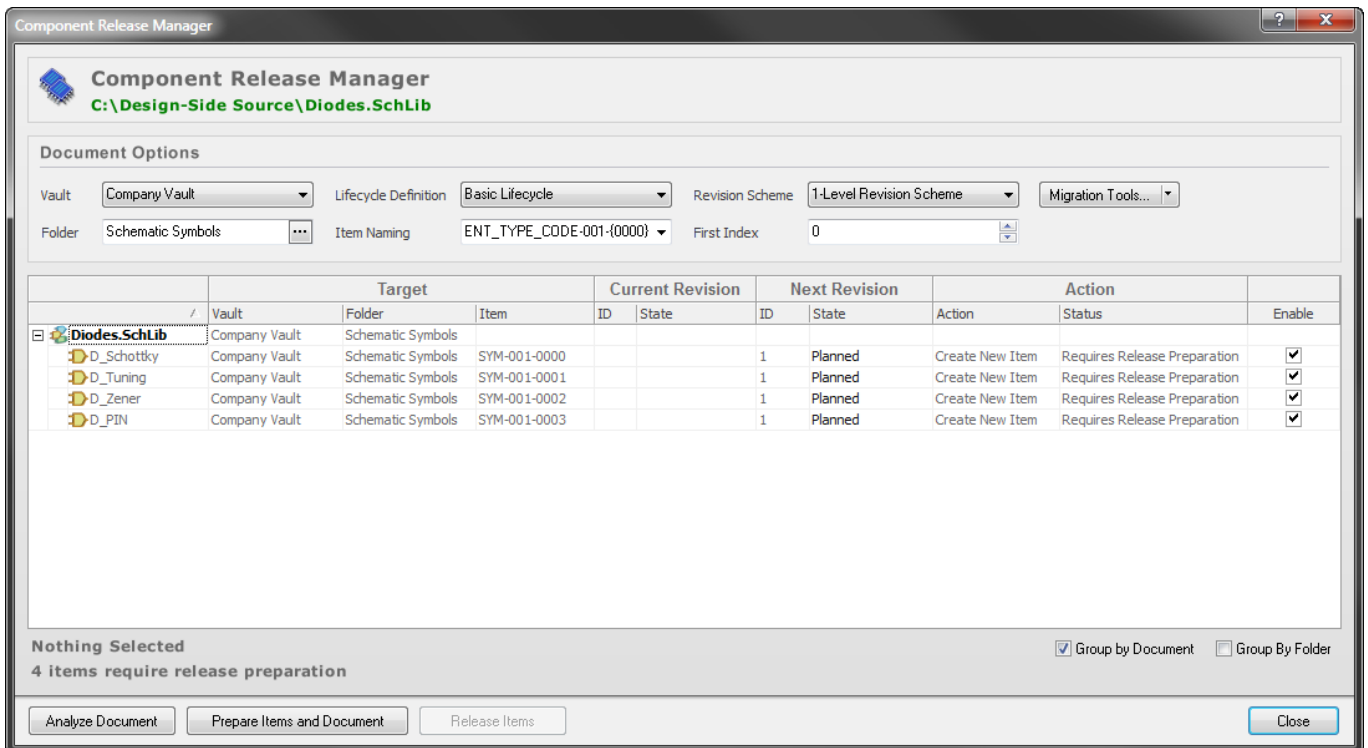 Component Release Manager
? X
Component Release Manager
C:\Design-Side Source\Diodes.SchLib
Document Options
Vault Company Vault Lifecycle Definition Basic Lifecycle Revision Scheme 1-Level Revision Scheme Migration Tools...
Folder Schematic Symbols ... Item Naming ENT_TYPE_CODE-001-{0000} First Index 0
Target Current Revision Next Revision Action
Vault Folder Item ID State ID State Action Status Enable
Diodes.SchLib Company Vault Schematic Symbols
D_Schottky Company Vault Schematic Symbols SYM-001-0000 1 Planned Create New Item Requires Release Preparation
D_Tuning Company Vault Schematic Symbols SYM-001-0001 1 Planned Create New Item Requires Release Preparation
D_Zener Company Vault Schematic Symbols SYM-001-0002 1 Planned Create New Item Requires Release Preparation
D_PIN Company Vault Schematic Symbols SYM-001-0003 1 Planned Create New Item Requires Release Preparation
Nothing Selected Group by Document Group By Folder
4 items require release preparation
Analyze Document Prepare Items and Document Release Items Close